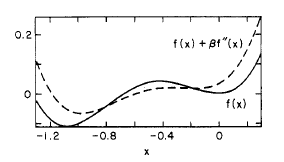 0.2
f(x) + βf″(x)
0
f(x)
-1.2 -0.8 -0.4 0
x